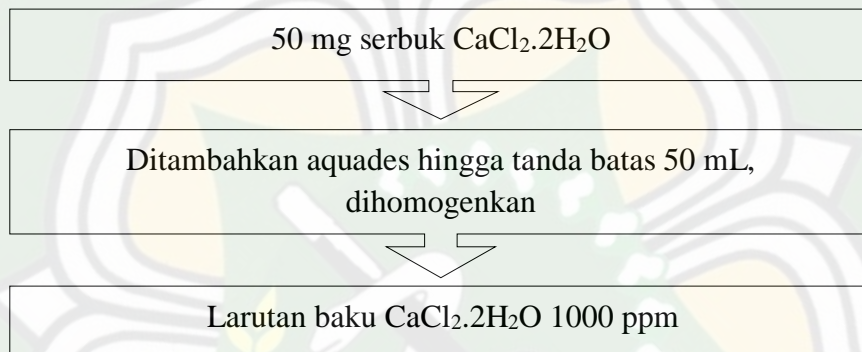 50 mg serbuk CaCl₂.2H₂O
Ditambahkan aquades hingga tanda batas 50 mL,
dihomogenkan
Larutan baku CaCl₂.2H₂O 1000 ppm